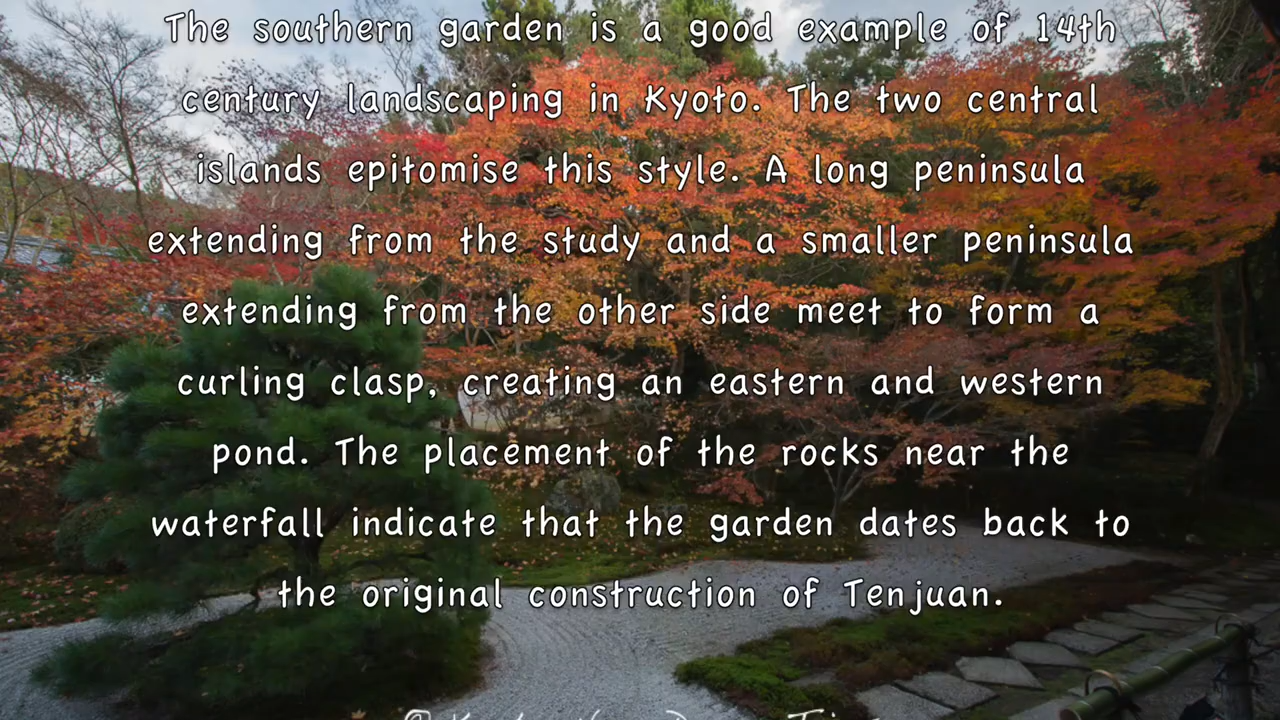 The southern garden is a good example of 14th
century landscaping in Kyoto. The two central
islands epitomise this style. A long peninsula
extending from the study and a smaller peninsula
extending from the other side meet to form a
curling clasp, creating an eastern and western
pond. The placement of the rocks near the
waterfall indicate that the garden dates back to
the original construction of Tenjuan.